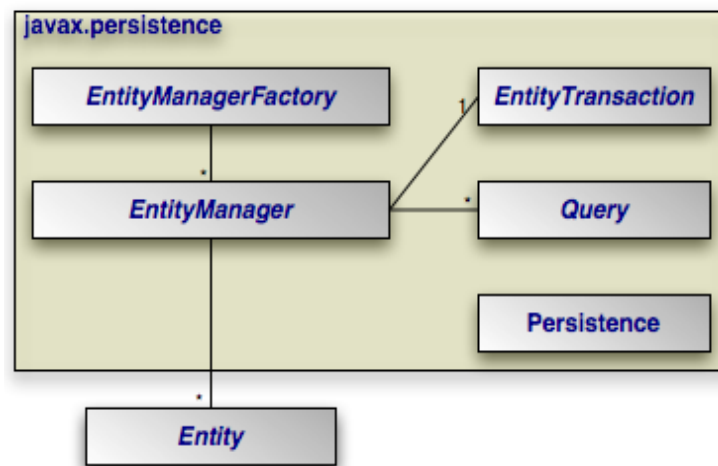 javax.persistence
EntityManagerFactory
EntityTransaction
1
*
EntityManager
*
Query
Persistence
*
Entity